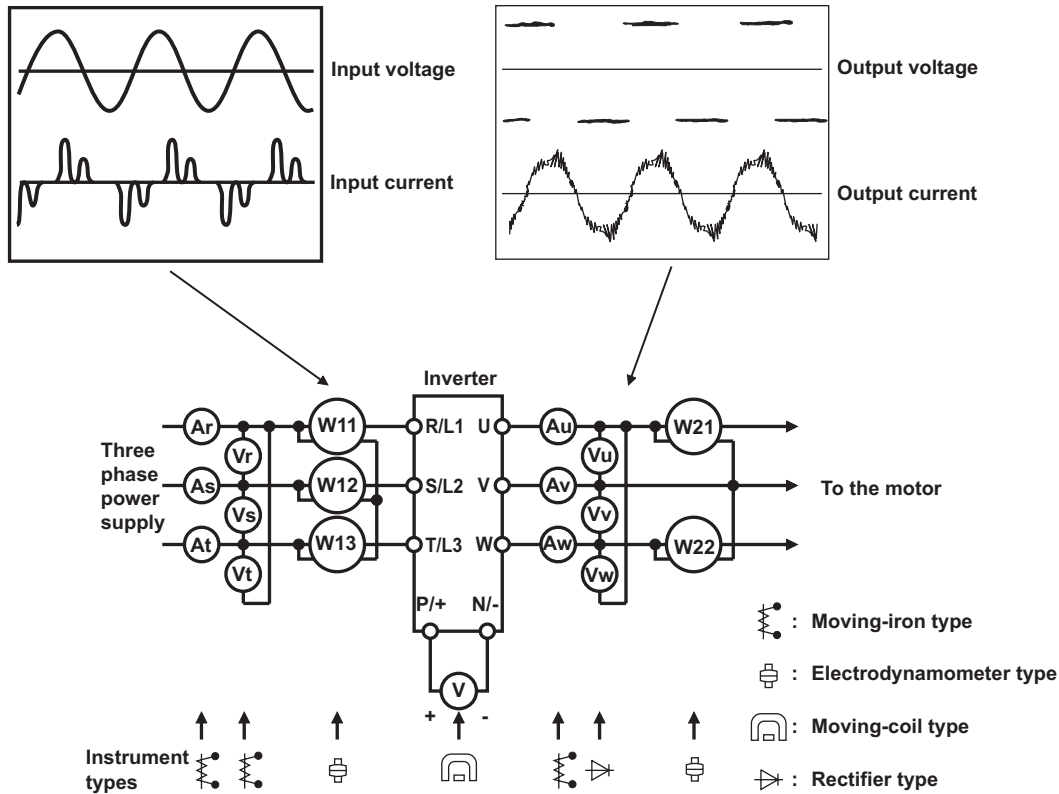 Input voltage
Input current
Output voltage
Output current
Inverter
Ar
Vr
As
Vs
At
Vt
Three
phase
power
supply
W11
W12
W13
R/L1
S/L2
T/L3
U
V
W
P/+
N/-
V
+
-
Au
Vu
Av
Vv
Aw
Vw
W21
W22
To the motor
: Moving-iron type
: Electrodynamometer type
: Moving-coil type
: Rectifier type
Instrument
types